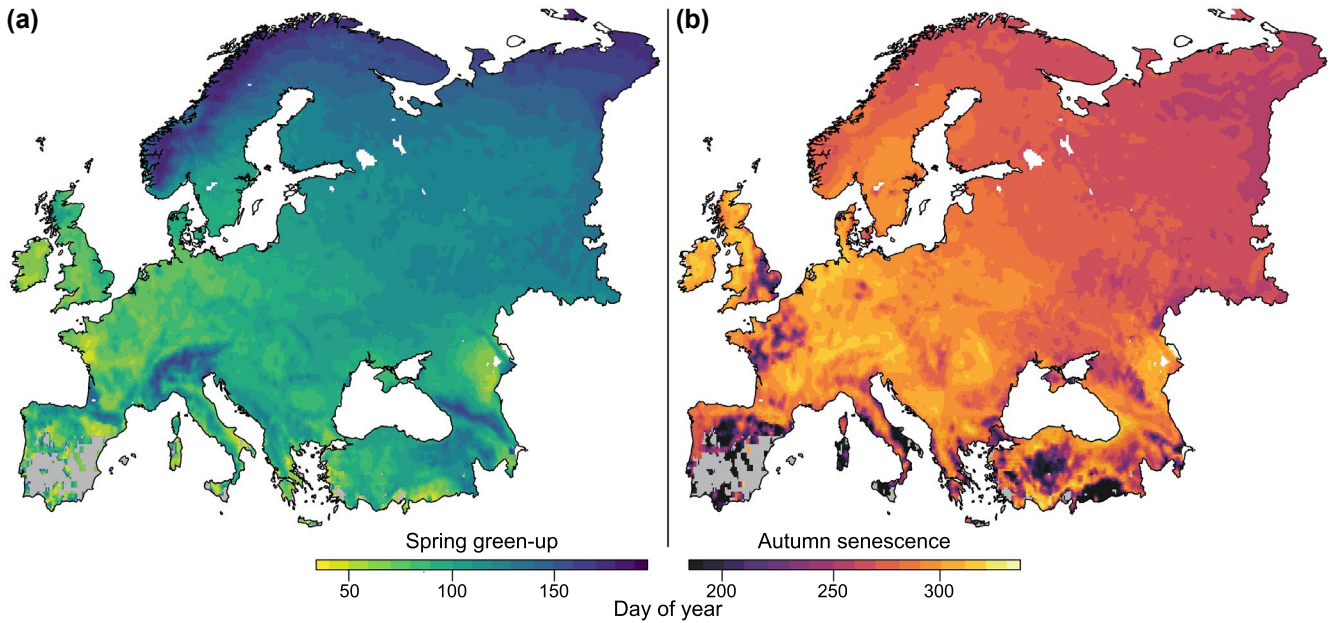 (a)
(b)
Spring green-up
Autumn senescence
50 100 150
200 250 300
Day of year